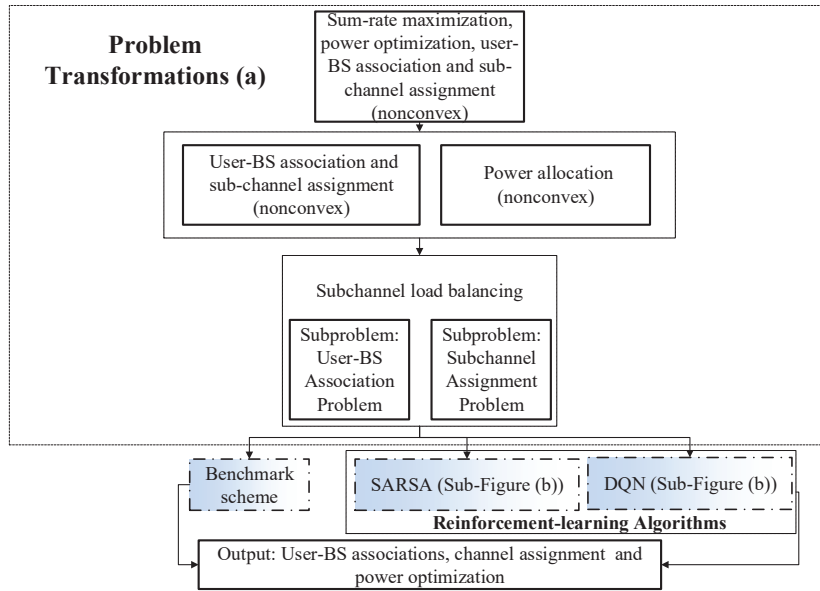 Problem
Transformations (a)
Sum-rate maximization,
power optimization, user-
BS association and sub-
channel assignment
(nonconvex)
User-BS association and
sub-channel assignment
(nonconvex)
Power allocation
(nonconvex)
Subchannel load balancing
Subproblem:
User-BS
Association
Problem
Subproblem:
Subchannel
Assignment
Problem
Benchmark
scheme
SARSA (Sub-Figure (b))
DQN (Sub-Figure (b))
Reinforcement-learning Algorithms
Output: User-BS associations, channel assignment and
power optimization